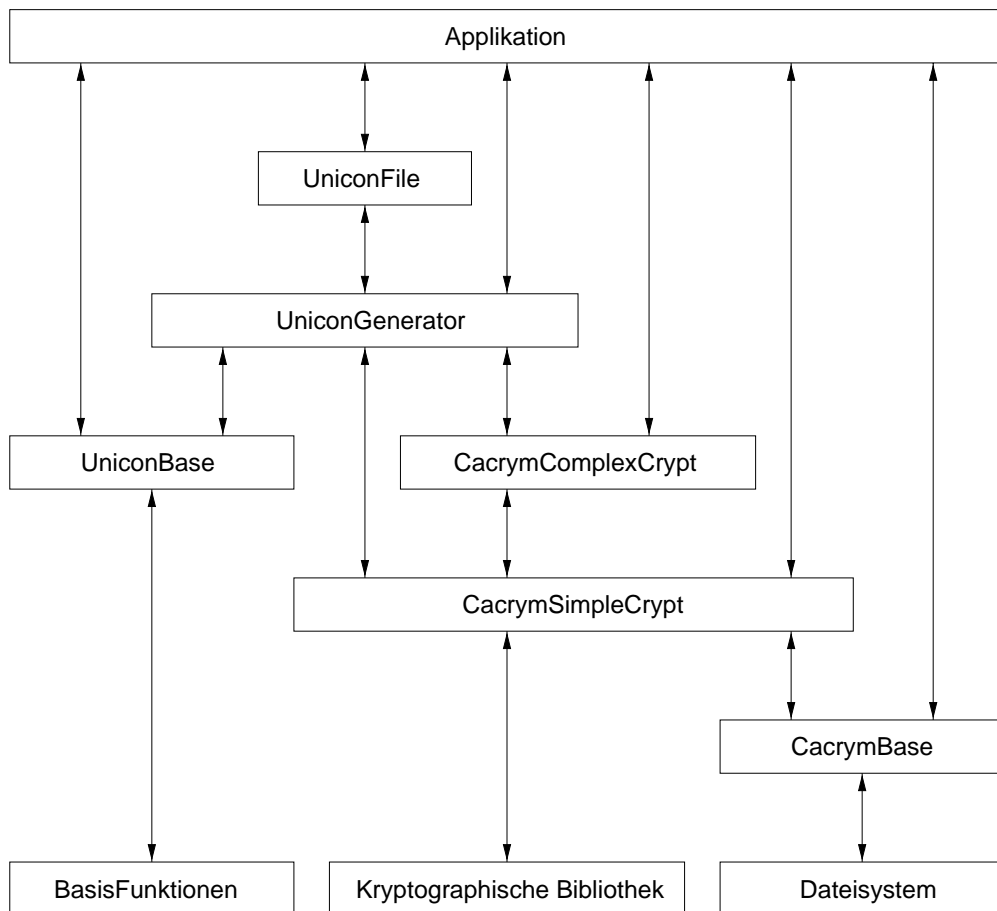 Applikation
UniconFile
UniconGenerator
UniconBase
CacrymComplexCrypt
CacrymSimpleCrypt
CacrymBase
BasisFunktionen
Kryptographische Bibliothek
Dateisystem